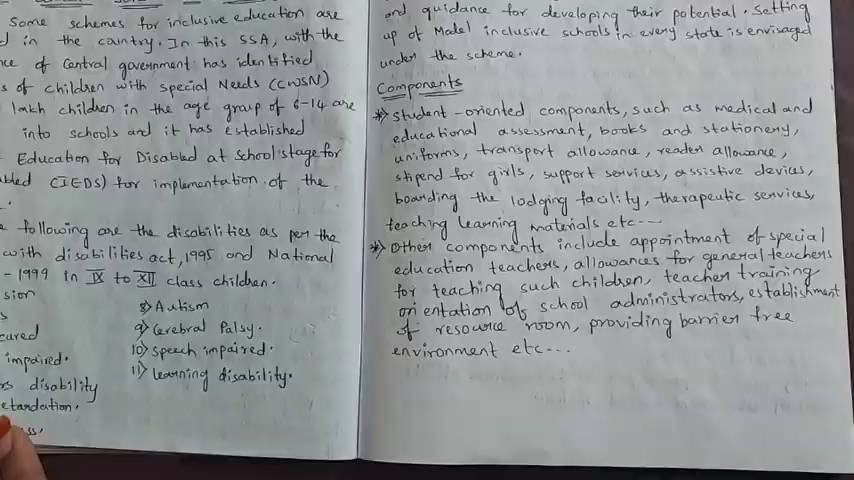 Some schemes for inclusive education are
in the country. In this SSA, with the
ce of Central government has identified
s of children with special Needs (CWSN)
lakh children in the age group of 6-14 are
into schools and it has established
Education for Disabled at school stage for
abled (IEDS) for implementation of the
e following are the disabilities as per the
with disabilities act, 1995 and National
- 1999 in IX to XII class children.
sion
s
cured
impaired.
rs disability
etardation.
ss.
8) Autism
9) Cerebral Palsy.
10) Speech impaired.
11) Learning disability.
and guidance for developing their potential. Setting
up of Model inclusive schools in every state is envisaged
under the scheme.
Components
* Student-oriented components, such as medical and
educational assessment, books and stationery,
uniforms, transport allowance, reader allowance,
stipend for girls, support services, assistive devices,
boarding the lodging facility, therapeutic services,
teaching learning materials etc---
* Other components include appointment of special
education teachers, allowances for general teachers
for teaching such children, teacher training
orientation of school administrators, establishment
of resource room, providing barrier free
environment etc---